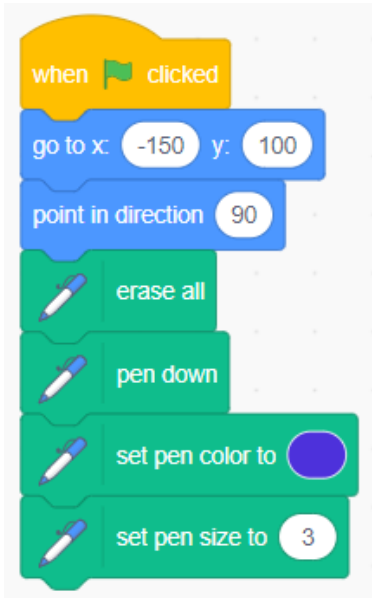 when clicked
go to x: -150 y: 100
point in direction 90
erase all
pen down
set pen color to
set pen size to 3